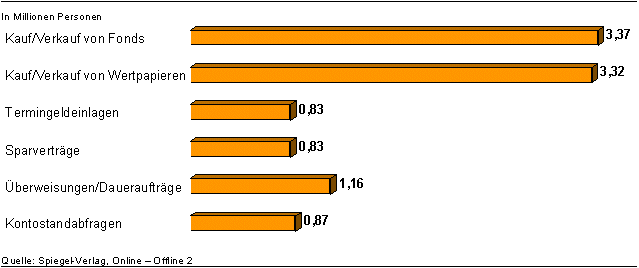 In Millionen Personen
Kauf/Verkauf von Fonds 3,37
Kauf/Verkauf von Wertpapieren 3,32
Termingeldeinlagen 0,83
Sparverträge 0,83
Überweisungen/Daueraufträge 1,16
Kontostandabfragen 0,87
Quelle: Spiegel-Verlag, Online – Offline 2